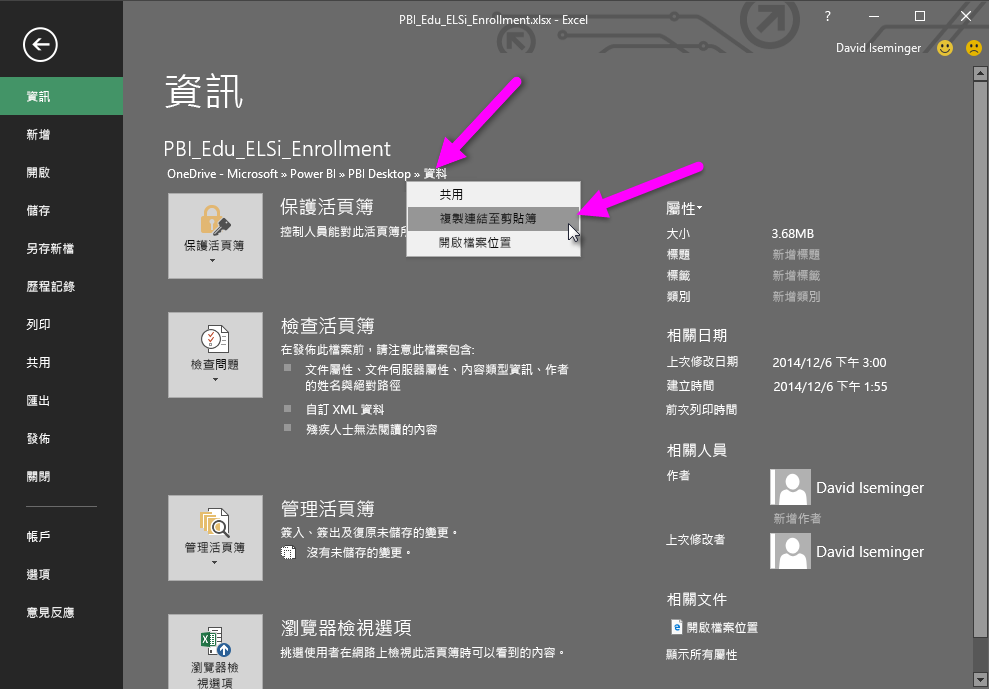 PBI_Edu_ELSi_Enrollment.xlsx - Excel
?
David Iseminger
資訊
新增
開啟
儲存
另存新檔
歷程記錄
列印
共用
匯出
發佈
關閉
帳戶
選項
意見反應
資訊
PBI_Edu_ELSi_Enrollment
OneDrive - Microsoft » Power BI » PBI Desktop » 資料
共用
複製連結至剪貼簿
開啟檔案位置
保護活頁簿
保護活頁簿
控制人員能對此活頁簿
檢查問題
檢查活頁簿
在發佈此檔案前，請注意此檔案包含:
文件屬性、文件伺服器屬性、內容類型資訊、作者
的姓名與絕對路徑
自訂 XML 資料
殘疾人士無法閱讀的內容
管理活頁簿
管理活頁簿
簽入、簽出及復原未儲存的變更。
沒有未儲存的變更。
瀏覽器檢
視選項
瀏覽器檢視選項
挑選使用者在網路上檢視此活頁簿時可以看到的內容。
屬性
大小 3.68MB
標題 新增標題
標籤 新增標籤
類別 新增類別
相關日期
上次修改日期 2014/12/6 下午 3:00
建立時間 2014/12/6 下午 1:55
前次列印時間
相關人員
作者 David Iseminger
新增作者
上次修改者 David Iseminger
相關文件
開啟檔案位置
顯示所有屬性